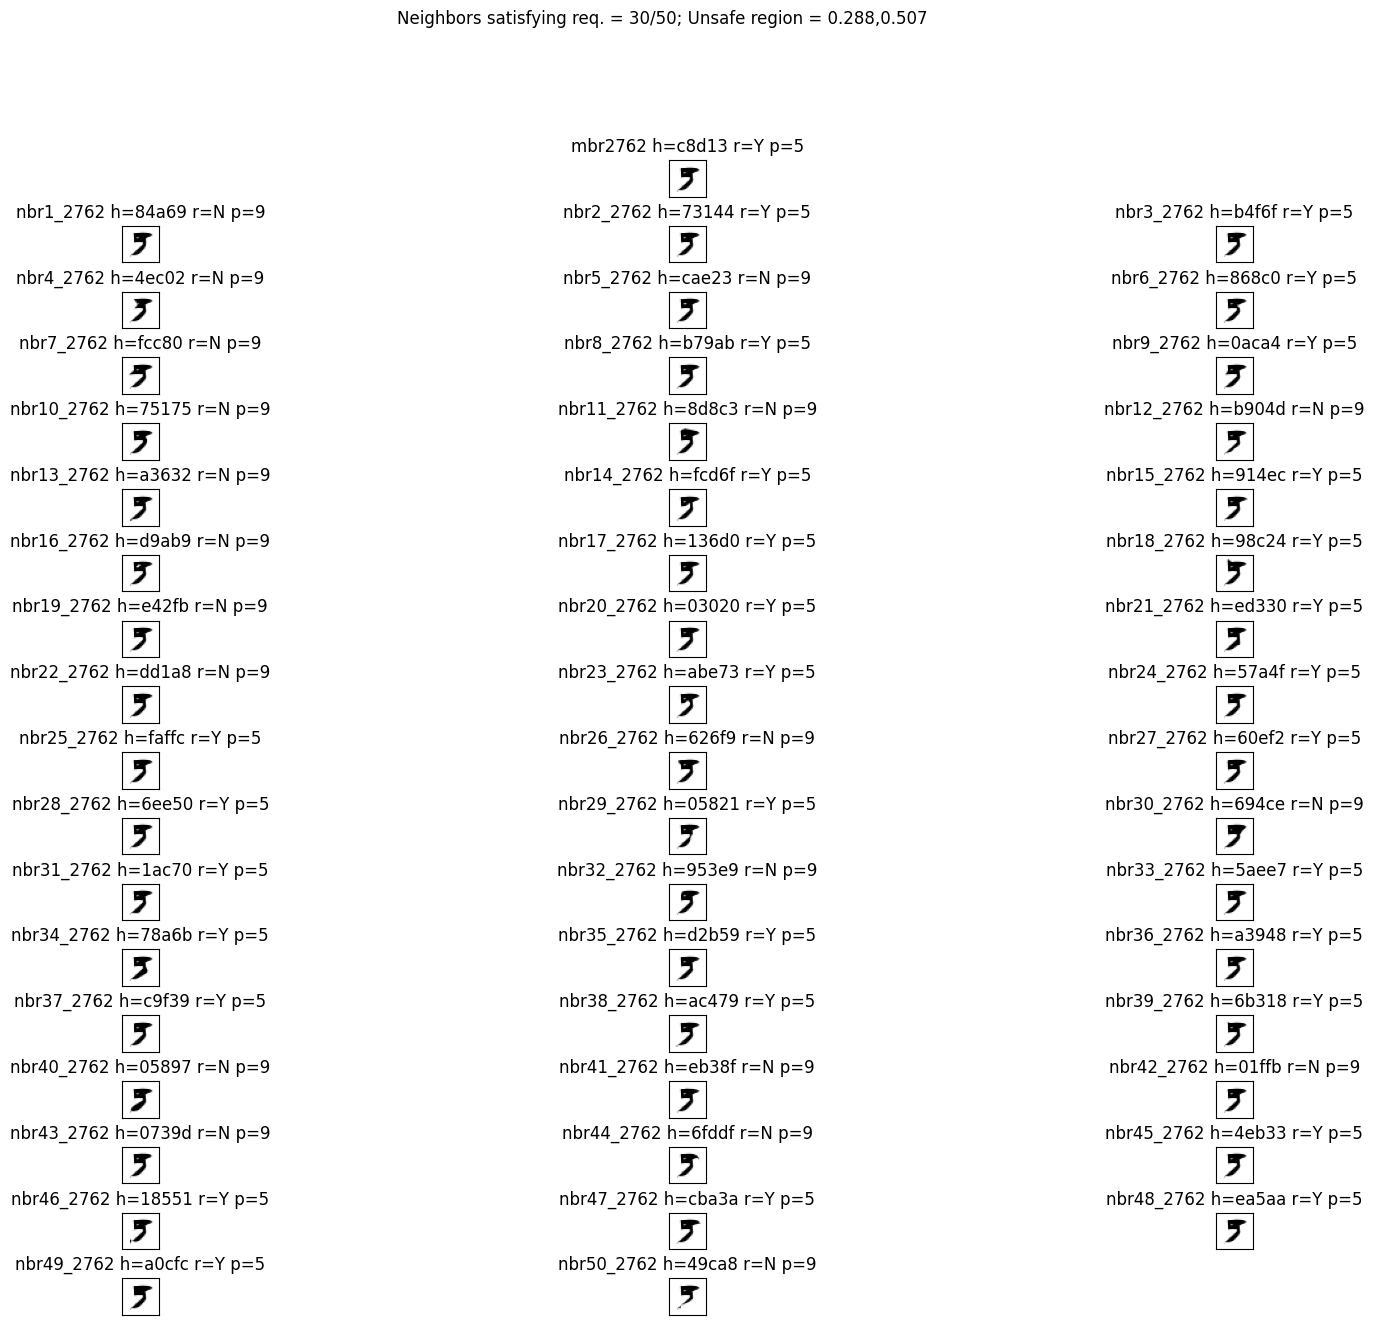 Neighbors satisfying req. = 30/50; Unsafe region = 0.288,0.507
mbr2762 h=c8d13 r=Y p=5
nbr1_2762 h=84a69 r=N p=9 nbr2_2762 h=73144 r=Y p=5 nbr3_2762 h=b4f6f r=Y p=5
nbr4_2762 h=4ec02 r=N p=9 nbr5_2762 h=cae23 r=N p=9 nbr6_2762 h=868c0 r=Y p=5
nbr7_2762 h=fcc80 r=N p=9 nbr8_2762 h=b79ab r=Y p=5 nbr9_2762 h=0aca4 r=Y p=5
nbr10_2762 h=75175 r=N p=9 nbr11_2762 h=8d8c3 r=N p=9 nbr12_2762 h=b904d r=N p=9
nbr13_2762 h=a3632 r=N p=9 nbr14_2762 h=fcd6f r=Y p=5 nbr15_2762 h=914ec r=Y p=5
nbr16_2762 h=d9ab9 r=N p=9 nbr17_2762 h=136d0 r=Y p=5 nbr18_2762 h=98c24 r=Y p=5
nbr19_2762 h=e42fb r=N p=9 nbr20_2762 h=03020 r=Y p=5 nbr21_2762 h=ed330 r=Y p=5
nbr22_2762 h=dd1a8 r=N p=9 nbr23_2762 h=abe73 r=Y p=5 nbr24_2762 h=57a4f r=Y p=5
nbr25_2762 h=faffc r=Y p=5 nbr26_2762 h=626f9 r=N p=9 nbr27_2762 h=60ef2 r=Y p=5
nbr28_2762 h=6ee50 r=Y p=5 nbr29_2762 h=05821 r=Y p=5 nbr30_2762 h=694ce r=N p=9
nbr31_2762 h=1ac70 r=Y p=5 nbr32_2762 h=953e9 r=N p=9 nbr33_2762 h=5aee7 r=Y p=5
nbr34_2762 h=78a6b r=Y p=5 nbr35_2762 h=d2b59 r=Y p=5 nbr36_2762 h=a3948 r=Y p=5
nbr37_2762 h=c9f39 r=Y p=5 nbr38_2762 h=ac479 r=Y p=5 nbr39_2762 h=6b318 r=Y p=5
nbr40_2762 h=05897 r=N p=9 nbr41_2762 h=eb38f r=N p=9 nbr42_2762 h=01ffb r=N p=9
nbr43_2762 h=0739d r=N p=9 nbr44_2762 h=6fddf r=N p=9 nbr45_2762 h=4eb33 r=Y p=5
nbr46_2762 h=18551 r=Y p=5 nbr47_2762 h=cba3a r=Y p=5 nbr48_2762 h=ea5aa r=Y p=5
nbr49_2762 h=a0cfc r=Y p=5 nbr50_2762 h=49ca8 r=N p=9